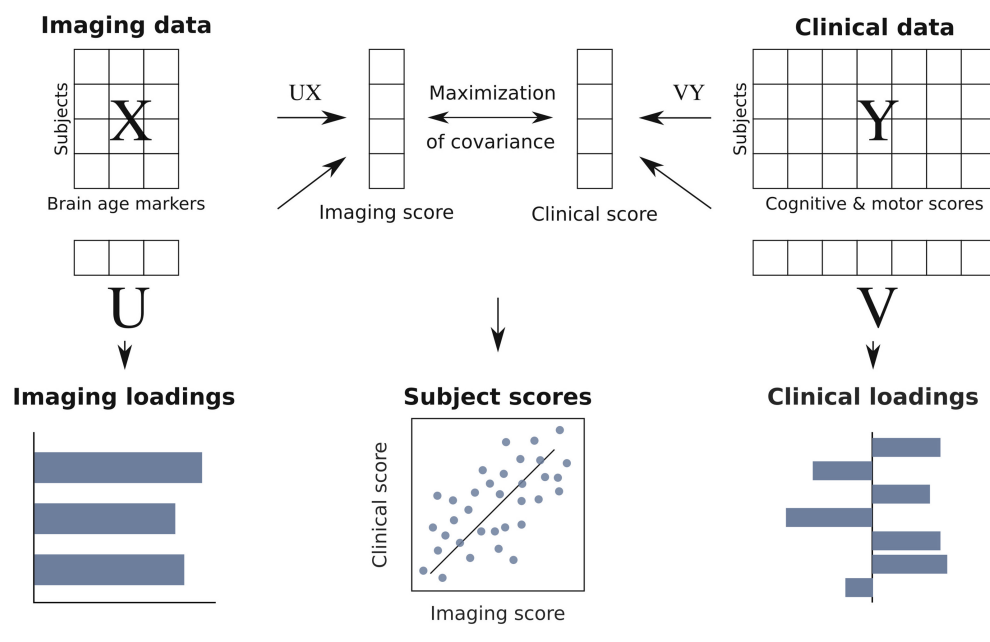 Imaging data
Clinical data
Subjects
X
UX
Maximization
of covariance
VY
Subjects
Y
Brain age markers
Imaging score
Clinical score
Cognitive & motor scores
U
V
Imaging loadings
Subject scores
Clinical loadings
Clinical score
Imaging score